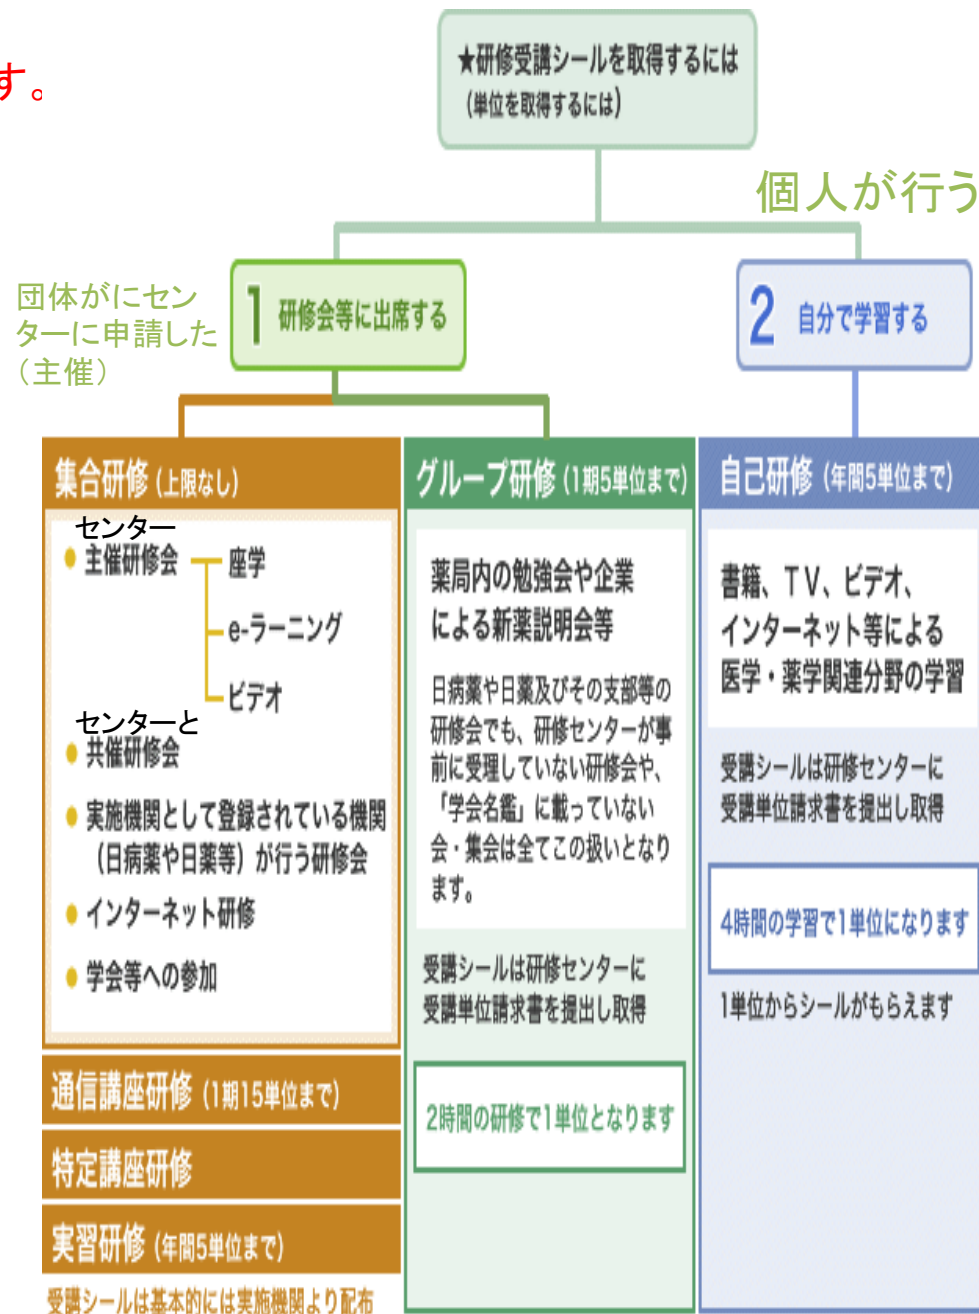 す。
★研修受講シールを取得するには
（単位を取得するには）
個人が行う
団体がにセン
ターに申請した
（主催）
1 研修会等に出席する
2 自分で学習する
集合研修（上限なし）
センター
● 主催研修会
座学
e-ラーニング
ビデオ
センターと
● 共催研修会
● 実施機関として登録されている機関
（日病薬や日薬等）が行う研修会
● インターネット研修
● 学会等への参加
通信講座研修（1期15単位まで）
特定講座研修
実習研修（年間5単位まで）
受講シールは基本的には実施機関より配布
グループ研修（1期5単位まで）
薬局内の勉強会や企業
による新薬説明会等
日病薬や日薬及びその支部等の
研修会でも、研修センターが事
前に受理していない研修会や、
「学会名鑑」に載っていない
会・集会は全てこの扱いとなり
ます。
受講シールは研修センターに
受講単位請求書を提出し取得
2時間の研修で1単位となります
自己研修（年間5単位まで）
書籍、TV、ビデオ、
インターネット等による
医学・薬学関連分野の学習
受講シールは研修センターに
受講単位請求書を提出し取得
4時間の学習で1単位になります
1単位からシールがもらえます